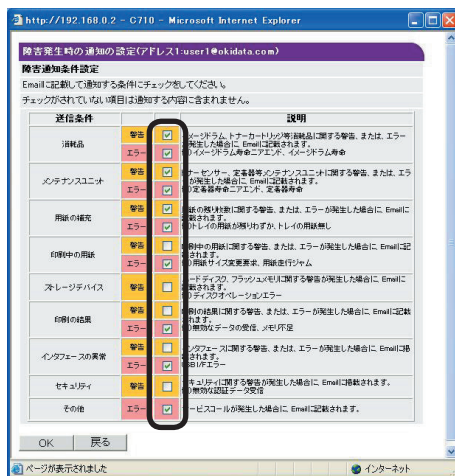 http://192.168.0.2 - C710 - Microsoft Internet Explorer
障害発生時の通知の設定(アドレス1:user1@okidata.com)
障害通知条件設定
Emailに記載して通知する条件にチェックをしてください。
チェックがされていない項目は通知する内容に含まれません。
送信条件 説明
消耗品
警告
エラー
イメージドラム、トナーカートリッジ等消耗品に関する警告、または、エラー
が発生した場合に、Emailに記載されます。
イメージドラム寿命ニアエンド、イメージドラム寿命
メンテナンスユニット
警告
エラー
ナーセンサー、定着器等メンテナンスユニットに関する警告、または、エラ
が発生した場合に、Emailに記載されます。
定着器寿命ニアエンド、定着器寿命
用紙の補充
警告
エラー
用紙の残り枚数に関する警告、または、エラーが発生した場合に、Emailに
記載されます。
トレイの用紙が残りわずか、トレイの用紙無し
印刷中の用紙
警告
エラー
印刷中の用紙に関する警告、または、エラーが発生した場合に、Emailに記
載されます。
用紙サイズ変更要求、用紙走行ジャム
ストレージデバイス
警告
ードディスク、フラッシュメモリに関する警告が発生した場合に、Emailに
記載されます。
ディスクオペレーションエラー
印刷の結果
警告
エラー
印刷の結果に関する警告、または、エラーが発生した場合に、Emailに記載
されます。
無効なデータの受信、メモリ不足
インタフェースの異常
警告
エラー
ンタフェースに関する警告、または、エラーが発生した場合に、Emailに掲
載されます。
USB I/Fエラー
セキュリティ
警告
キュリティに関する警告が発生した場合に、Emailに掲載されます。
無効な認証データ受信
その他
エラー
ービスコールが発生した場合に、Emailに記載されます。
OK 戻る
ページが表示されました インターネット